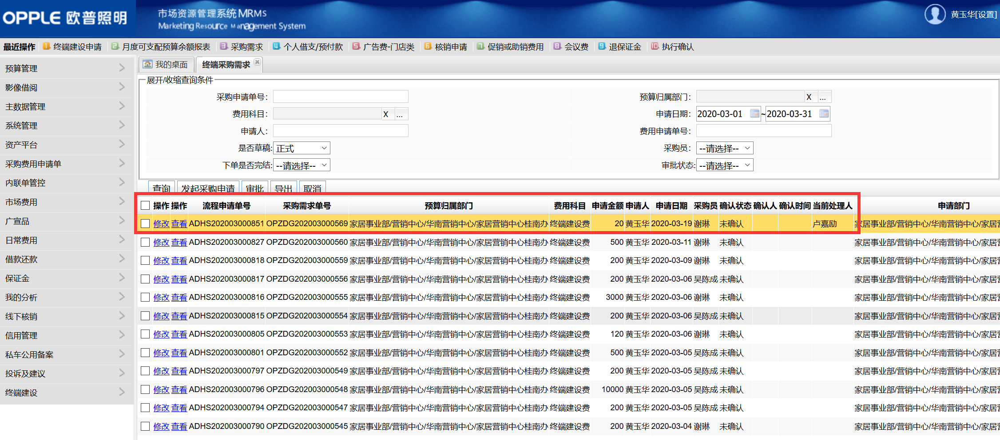 OPPLE 欧普照明
市场资源管理系统MRMS
Marketing Resource Management System
黄玉华[设置]
最近操作 1 终端建设申请 2 月度可支配预算余额报表 3 采购需求 4 个人借支/预付款 5 广告费-门店类 6 核销申请 7 促销或助销费用 8 会议费 9 退保证金 10 执行确认
预算管理
影像借阅
主数据管理
系统管理
资产平台
采购费用申请单
内联单管控
市场费用
广宣品
日常费用
借款还款
保证金
我的分析
线下核销
信用管理
私车公用备案
投诉及建议
终端建设
我的桌面 终端采购需求
展开/收缩查询条件
采购申请单号: 预算归属部门: X ...
费用科目: X ... 申请日期: 2020-03-01 ~ 2020-03-31
申请人: 费用申请单号:
是否草稿: 正式 采购员: --请选择--
下单是否完结: --请选择-- 审批状态: --请选择--
查询 发起采购申请 审批 导出 取消
操作 操作 流程申请单号 采购需求单号 预算归属部门 费用科目 申请金额 申请人 申请日期 采购员 确认状态 确认人 确认时间 当前处理人 申请部门
修改 查看 ADHS202003000851 OPZDG202003000569 家居事业部/营销中心/华南营销中心/家居营销中心桂南办 终端建设费 20 黄玉华 2020-03-19 谢琳 未确认 卢嘉励 家居事业部/营销中心/华南营销中心/家居营
修改 查看 ADHS202003000827 OPZDG202003000560 家居事业部/营销中心/华南营销中心/家居营销中心桂南办 终端建设费 500 黄玉华 2020-03-11 谢琳 未确认 家居事业部/营销中心/华南营销中心/家居营
修改 查看 ADHS202003000818 OPZDG202003000559 家居事业部/营销中心/华南营销中心/家居营销中心桂南办 终端建设费 200 黄玉华 2020-03-09 谢琳 未确认 家居事业部/营销中心/华南营销中心/家居营
修改 查看 ADHS202003000817 OPZDG202003000556 家居事业部/营销中心/华南营销中心/家居营销中心桂南办 终端建设费 200 黄玉华 2020-03-06 吴陈成 未确认 家居事业部/营销中心/华南营销中心/家居营
修改 查看 ADHS202003000816 OPZDG202003000555 家居事业部/营销中心/华南营销中心/家居营销中心桂南办 终端建设费 3000 黄玉华 2020-03-06 谢琳 未确认 家居事业部/营销中心/华南营销中心/家居营
修改 查看 ADHS202003000815 OPZDG202003000554 家居事业部/营销中心/华南营销中心/家居营销中心桂南办 终端建设费 200 黄玉华 2020-03-06 吴陈成 未确认 家居事业部/营销中心/华南营销中心/家居营
修改 查看 ADHS202003000805 OPZDG202003000553 家居事业部/营销中心/华南营销中心/家居营销中心桂南办 终端建设费 120 黄玉华 2020-03-06 谢琳 未确认 家居事业部/营销中心/华南营销中心/家居营
修改 查看 ADHS202003000801 OPZDG202003000552 家居事业部/营销中心/华南营销中心/家居营销中心桂南办 终端建设费 500 黄玉华 2020-03-05 吴陈成 未确认 家居事业部/营销中心/华南营销中心/家居营
修改 查看 ADHS202003000797 OPZDG202003000549 家居事业部/营销中心/华南营销中心/家居营销中心桂南办 终端建设费 200 黄玉华 2020-03-05 吴陈成 未确认 家居事业部/营销中心/华南营销中心/家居营
修改 查看 ADHS202003000796 OPZDG202003000548 家居事业部/营销中心/华南营销中心/家居营销中心桂南办 终端建设费 10000 黄玉华 2020-03-05 吴陈成 未确认 家居事业部/营销中心/华南营销中心/家居营
修改 查看 ADHS202003000794 OPZDG202003000547 家居事业部/营销中心/华南营销中心/家居营销中心桂南办 终端建设费 200 黄玉华 2020-03-05 吴陈成 未确认 家居事业部/营销中心/华南营销中心/家居营
修改 查看 ADHS202003000790 OPZDG202003000545 家居事业部/营销中心/华南营销中心/家居营销中心桂南办 终端建设费 200 黄玉华 2020-03-04 谢琳 未确认 家居事业部/营销中心/华南营销中心/家居营